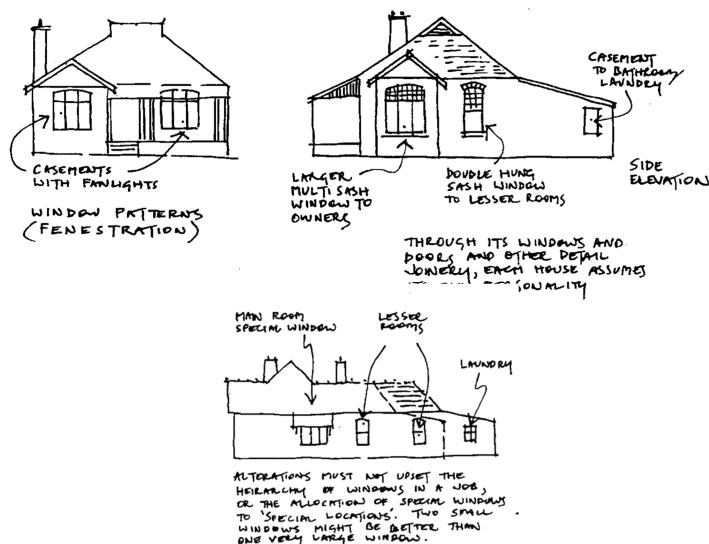 CASEMENTS
WITH FANLIGHTS
WINDOW PATTERNS
(FENESTRATION)
LARGER
MULTI SASH
WINDOW TO
OWNERS
DOUBLE HUNG
SASH WINDOW
TO LESSER ROOMS
CASEMENT
TO BATHROOM
LAUNDRY
SIDE
ELEVATION
THROUGH ITS WINDOWS AND
DOORS AND OTHER DETAIL
JOINERY, EACH HOUSE ASSUMES
MAIN ROOM
SPECIAL WINDOW
LESSER
ROOMS
LAUNDRY
ALTERATIONS MUST NOT UPSET THE
HEIRARCHY OF WINDOWS IN A JOB,
OR THE ALLOCATION OF SPECIAL WINDOWS
TO 'SPECIAL LOCATIONS'. TWO SMALL
WINDOWS MIGHT BE BETTER THAN
ONE VERY LARGE WINDOW.